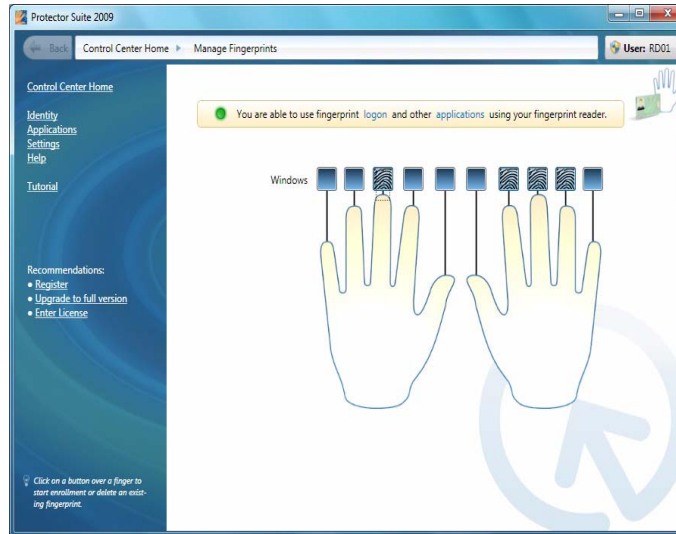 Protector Suite 2009
Back
Control Center Home
Manage Fingerprints
User: RD01
Control Center Home
Identity
Applications
Settings
Help
Tutorial
You are able to use fingerprint logon and other applications using your fingerprint reader.
Windows
Recommendations:
• Register
• Upgrade to full version
• Enter License
Click on a button over a finger to
start enrollment or delete an exist-
ing fingerprint.